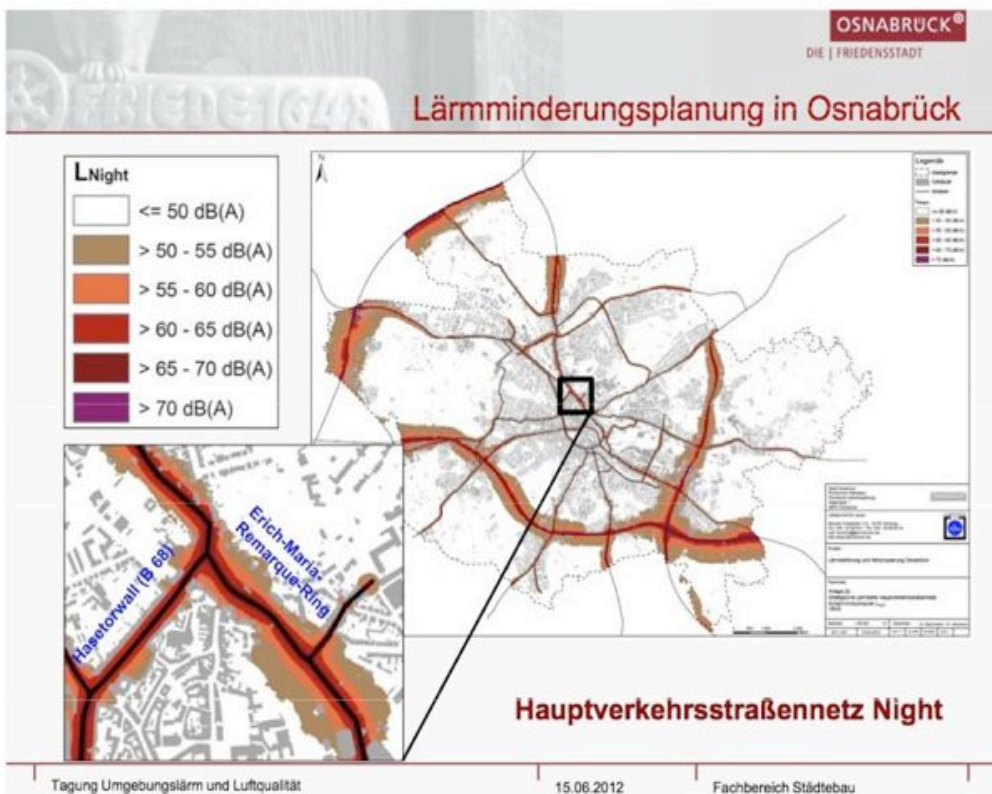 OSNABRÜCK®
DIE | FRIEDENSSTADT
FRIEDE 1648
Lärmminderungsplanung in Osnabrück
LNight
<= 50 dB(A)
> 50 - 55 dB(A)
> 55 - 60 dB(A)
> 60 - 65 dB(A)
> 65 - 70 dB(A)
> 70 dB(A)
N
Legende
Hasetorwall (B 68)
Erich-Maria-
Remarque-Ring
Hauptverkehrsstraßennetz Night
Tagung Umgebungslärm und Luftqualität
15.06.2012
Fachbereich Städtebau